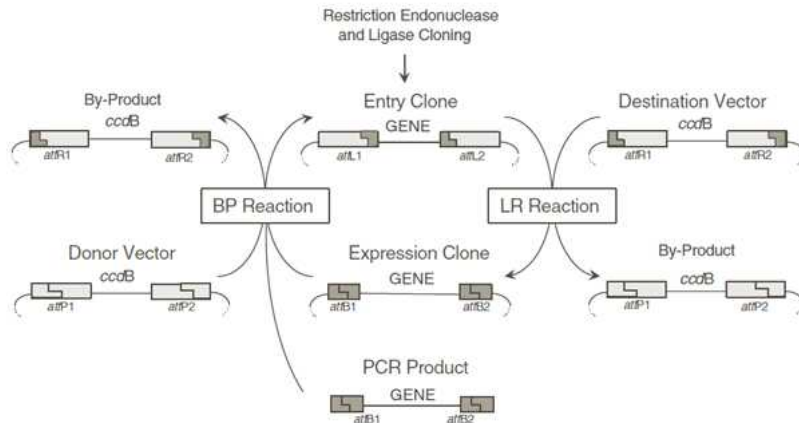 Restriction Endonuclease
and Ligase Cloning
By-Product
ccdB
attR1
attR2
Entry Clone
GENE
attL1
attL2
Destination Vector
ccdB
attR1
attR2
BP Reaction
LR Reaction
Donor Vector
ccdB
attP1
attP2
Expression Clone
GENE
attB1
attB2
By-Product
ccdB
attP1
attP2
PCR Product
GENE
attB1
attB2